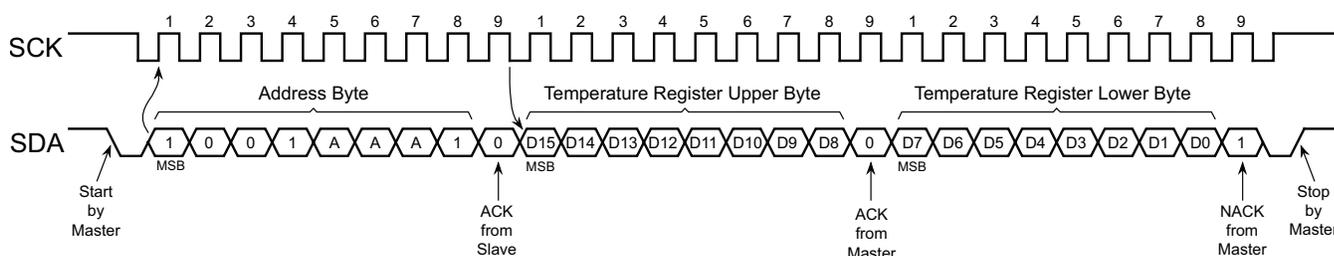 1 2 3 4 5 6 7 8 9 1 2 3 4 5 6 7 8 9 1 2 3 4 5 6 7 8 9
SCK
Address Byte Temperature Register Upper Byte Temperature Register Lower Byte
SDA 1 0 0 1 A A A 1 0 D15 D14 D13 D12 D11 D10 D9 D8 0 D7 D6 D5 D4 D3 D2 D1 D0 1
MSB MSB MSB
Start
by
Master
ACK
from
Slave
ACK
from
Master
NACK
from
Master
Stop
by
Master